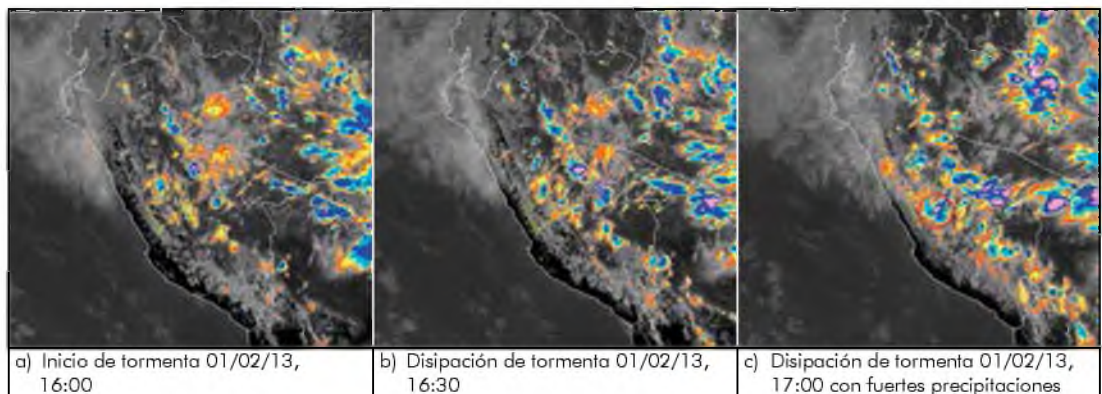 a) Inicio de tormenta 01/02/13,
16:00
b) Disipación de tormenta 01/02/13,
16:30
c) Disipación de tormenta 01/02/13,
17:00 con fuertes precipitaciones